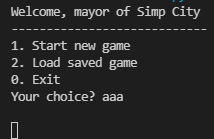 Welcome, mayor of Simp City
----------------------------
1. Start new game
2. Load saved game
0. Exit
Your choice? aaa